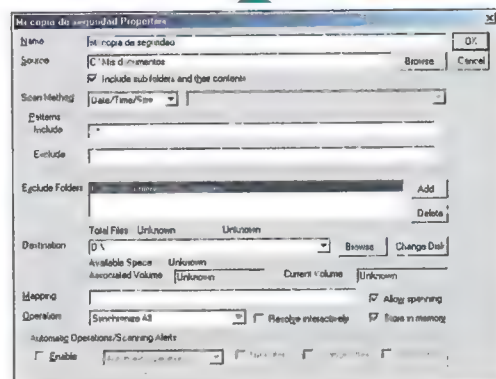 Mi copia de seguridad Properties
Name Mi copia de seguridad OK
Source C:\Mis documentos Browse Cancel
Include sub folders and their contents
Scan Method Date/Time/Size
Patterns
Include *.*
Exclude
Exclude Folders Add
Delete
Total Files Unknown Unknown
Destination D:\ Browse Change Disk
Available Space Unknown
Associated Volume Unknown Current Volume Unknown
Mapping Allow spanning
Operation Synchronize All Resolve interactively Store in memory
Automatic Operations/Scanning Alerts
Enable